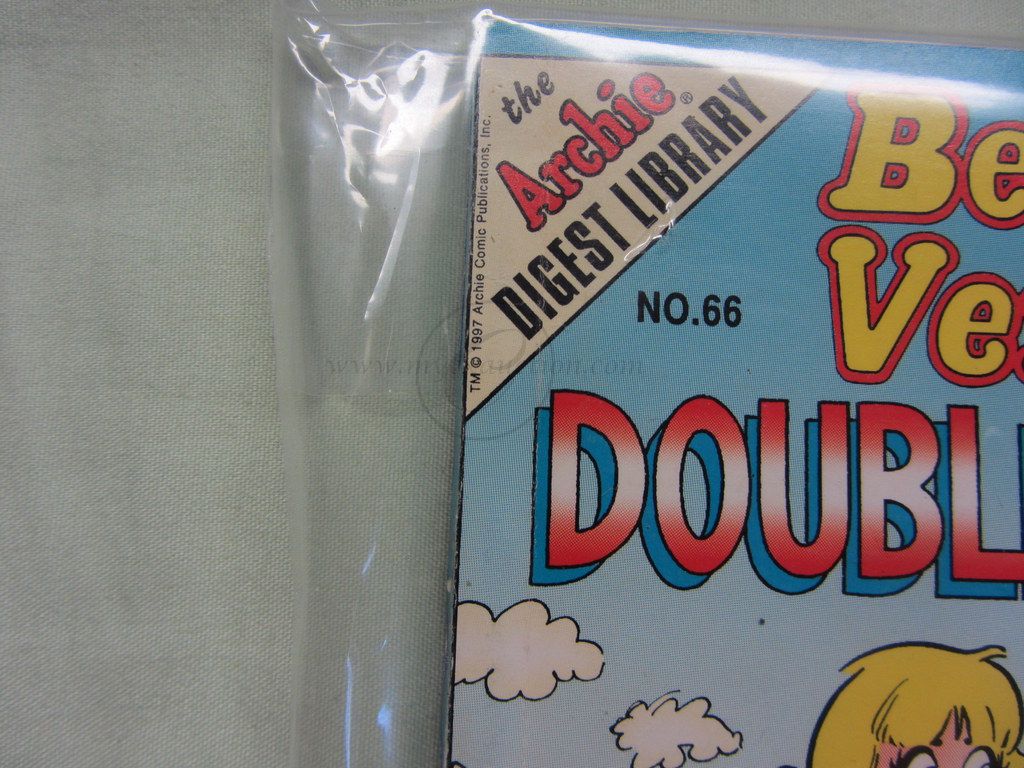 the
Archie®
DIGEST LIBRARY
TM © 1997 Archie Comic Publications, Inc.
NO.66
Be
Ve
DOUBL